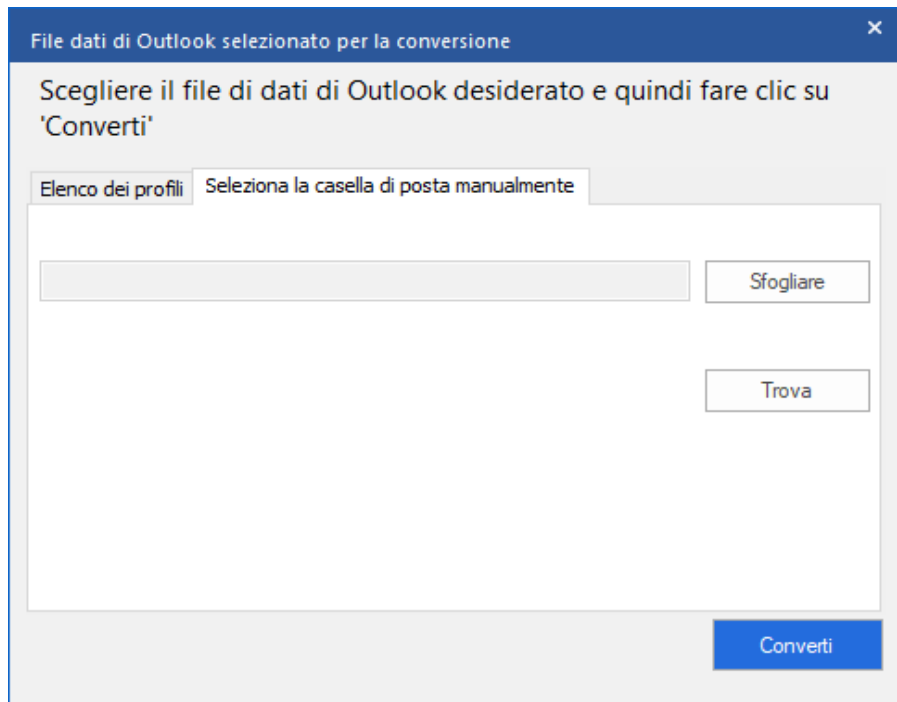 File dati di Outlook selezionato per la conversione
Scegliere il file di dati di Outlook desiderato e quindi fare clic su
'Converti'
Elenco dei profili
Seleziona la casella di posta manualmente
Sfogliare
Trova
Converti